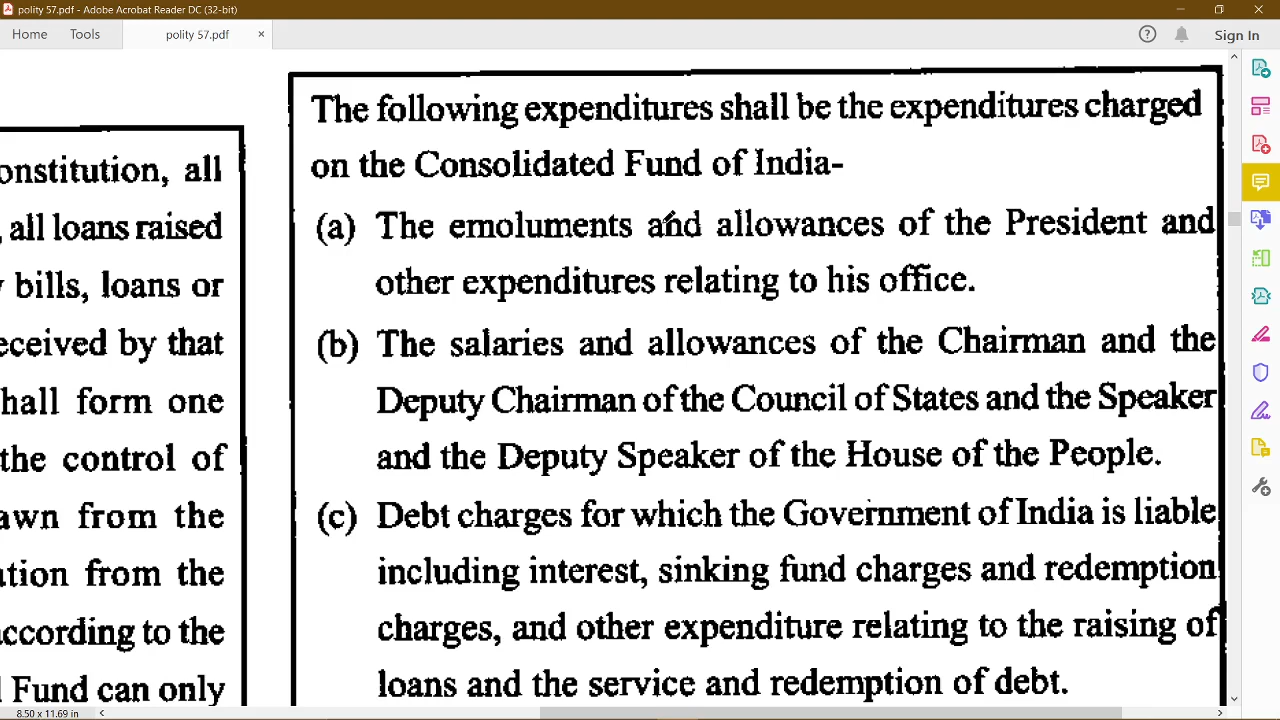 polity 57.pdf - Adobe Acrobat Reader DC (32-bit)
Home Tools polity 57.pdf × Sign In
onstitution, all
, all loans raised
bills, loans or
eceived by that
hall form one
the control of
awn from the
ation from the
according to the
Fund can only
The following expenditures shall be the expenditures charged
on the Consolidated Fund of India-
(a) The emoluments and allowances of the President and
other expenditures relating to his office.
(b) The salaries and allowances of the Chairman and the
Deputy Chairman of the Council of States and the Speaker
and the Deputy Speaker of the House of the People.
(c) Debt charges for which the Government of India is liable
including interest, sinking fund charges and redemption
charges, and other expenditure relating to the raising of
loans and the service and redemption of debt.
8.50 x 11.69 in